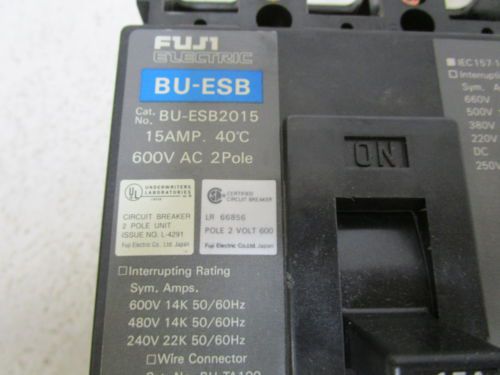 FUJI
ELECTRIC
BU-ESB
Cat. No. BU-ESB2015
15AMP. 40℃
600V AC 2Pole
UL UNDERWRITERS
LABORATORIES
CIRCUIT BREAKER
2 POLE UNIT
ISSUE NO. L-4291
Fuji Electric Co., Ltd. Japan
CERTIFIED
CIRCUIT BREAKER
LR 66856
POLE 2 VOLT 600
Fuji Electric Co., Ltd. Japan
□Interrupting Rating
Sym. Amps.
600V 14K 50/60Hz
480V 14K 50/60Hz
240V 22K 50/60Hz
□Wire Connector
ON
■IEC157-1
□Interrupti
Sym. A
660V
500V
380V
220V
DC
250V